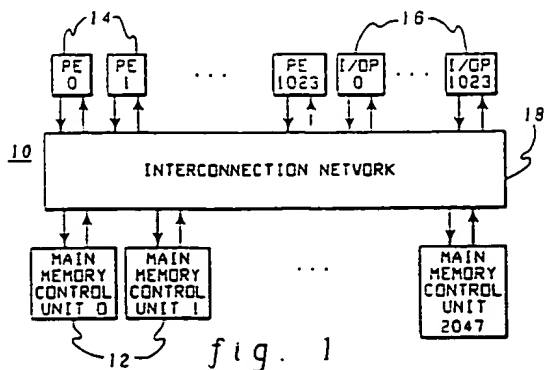 14
16
PE 0
PE 1
...
PE 1023
I/OP 0
...
I/OP 1023
10
INTERCONNECTION NETWORK
18
MAIN MEMORY CONTROL UNIT 0
MAIN MEMORY CONTROL UNIT 1
...
MAIN MEMORY CONTROL UNIT 2047
12
fig. 1